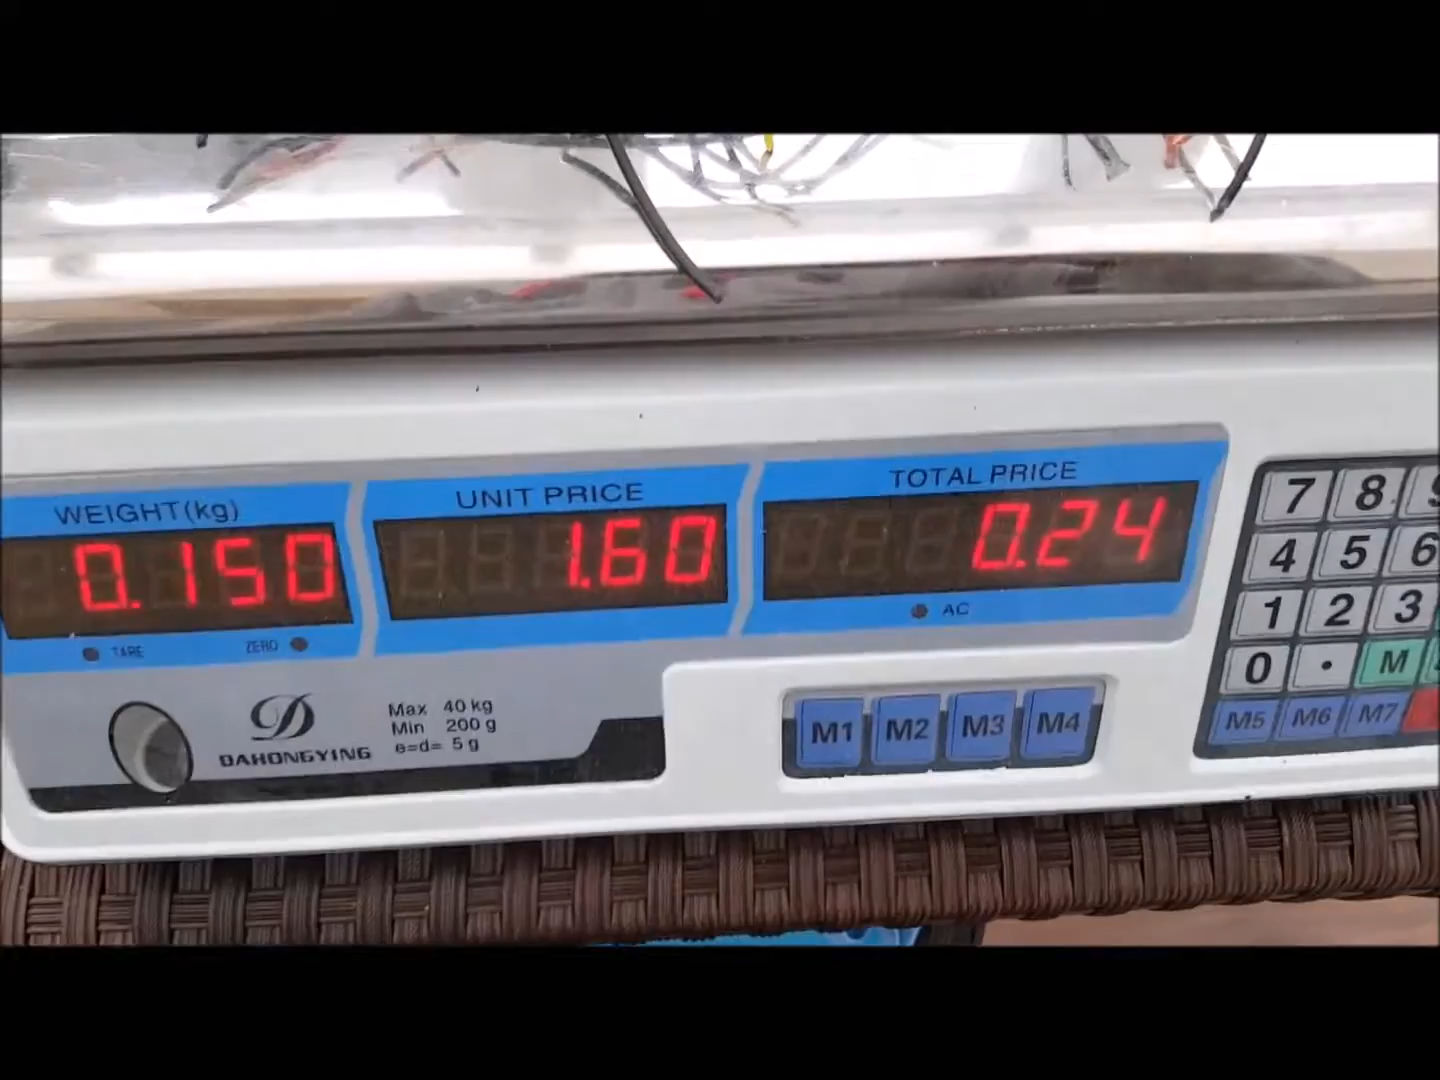 WEIGHT(kg) UNIT PRICE TOTAL PRICE
0.150 1.60 0.24
TARE ZERO AC
DAHONGYING
Max 40 kg
Min 200 g
e=d= 5 g
M1 M2 M3 M4
7 8
4 5 6
1 2 3
0 . M
M5 M6 M7